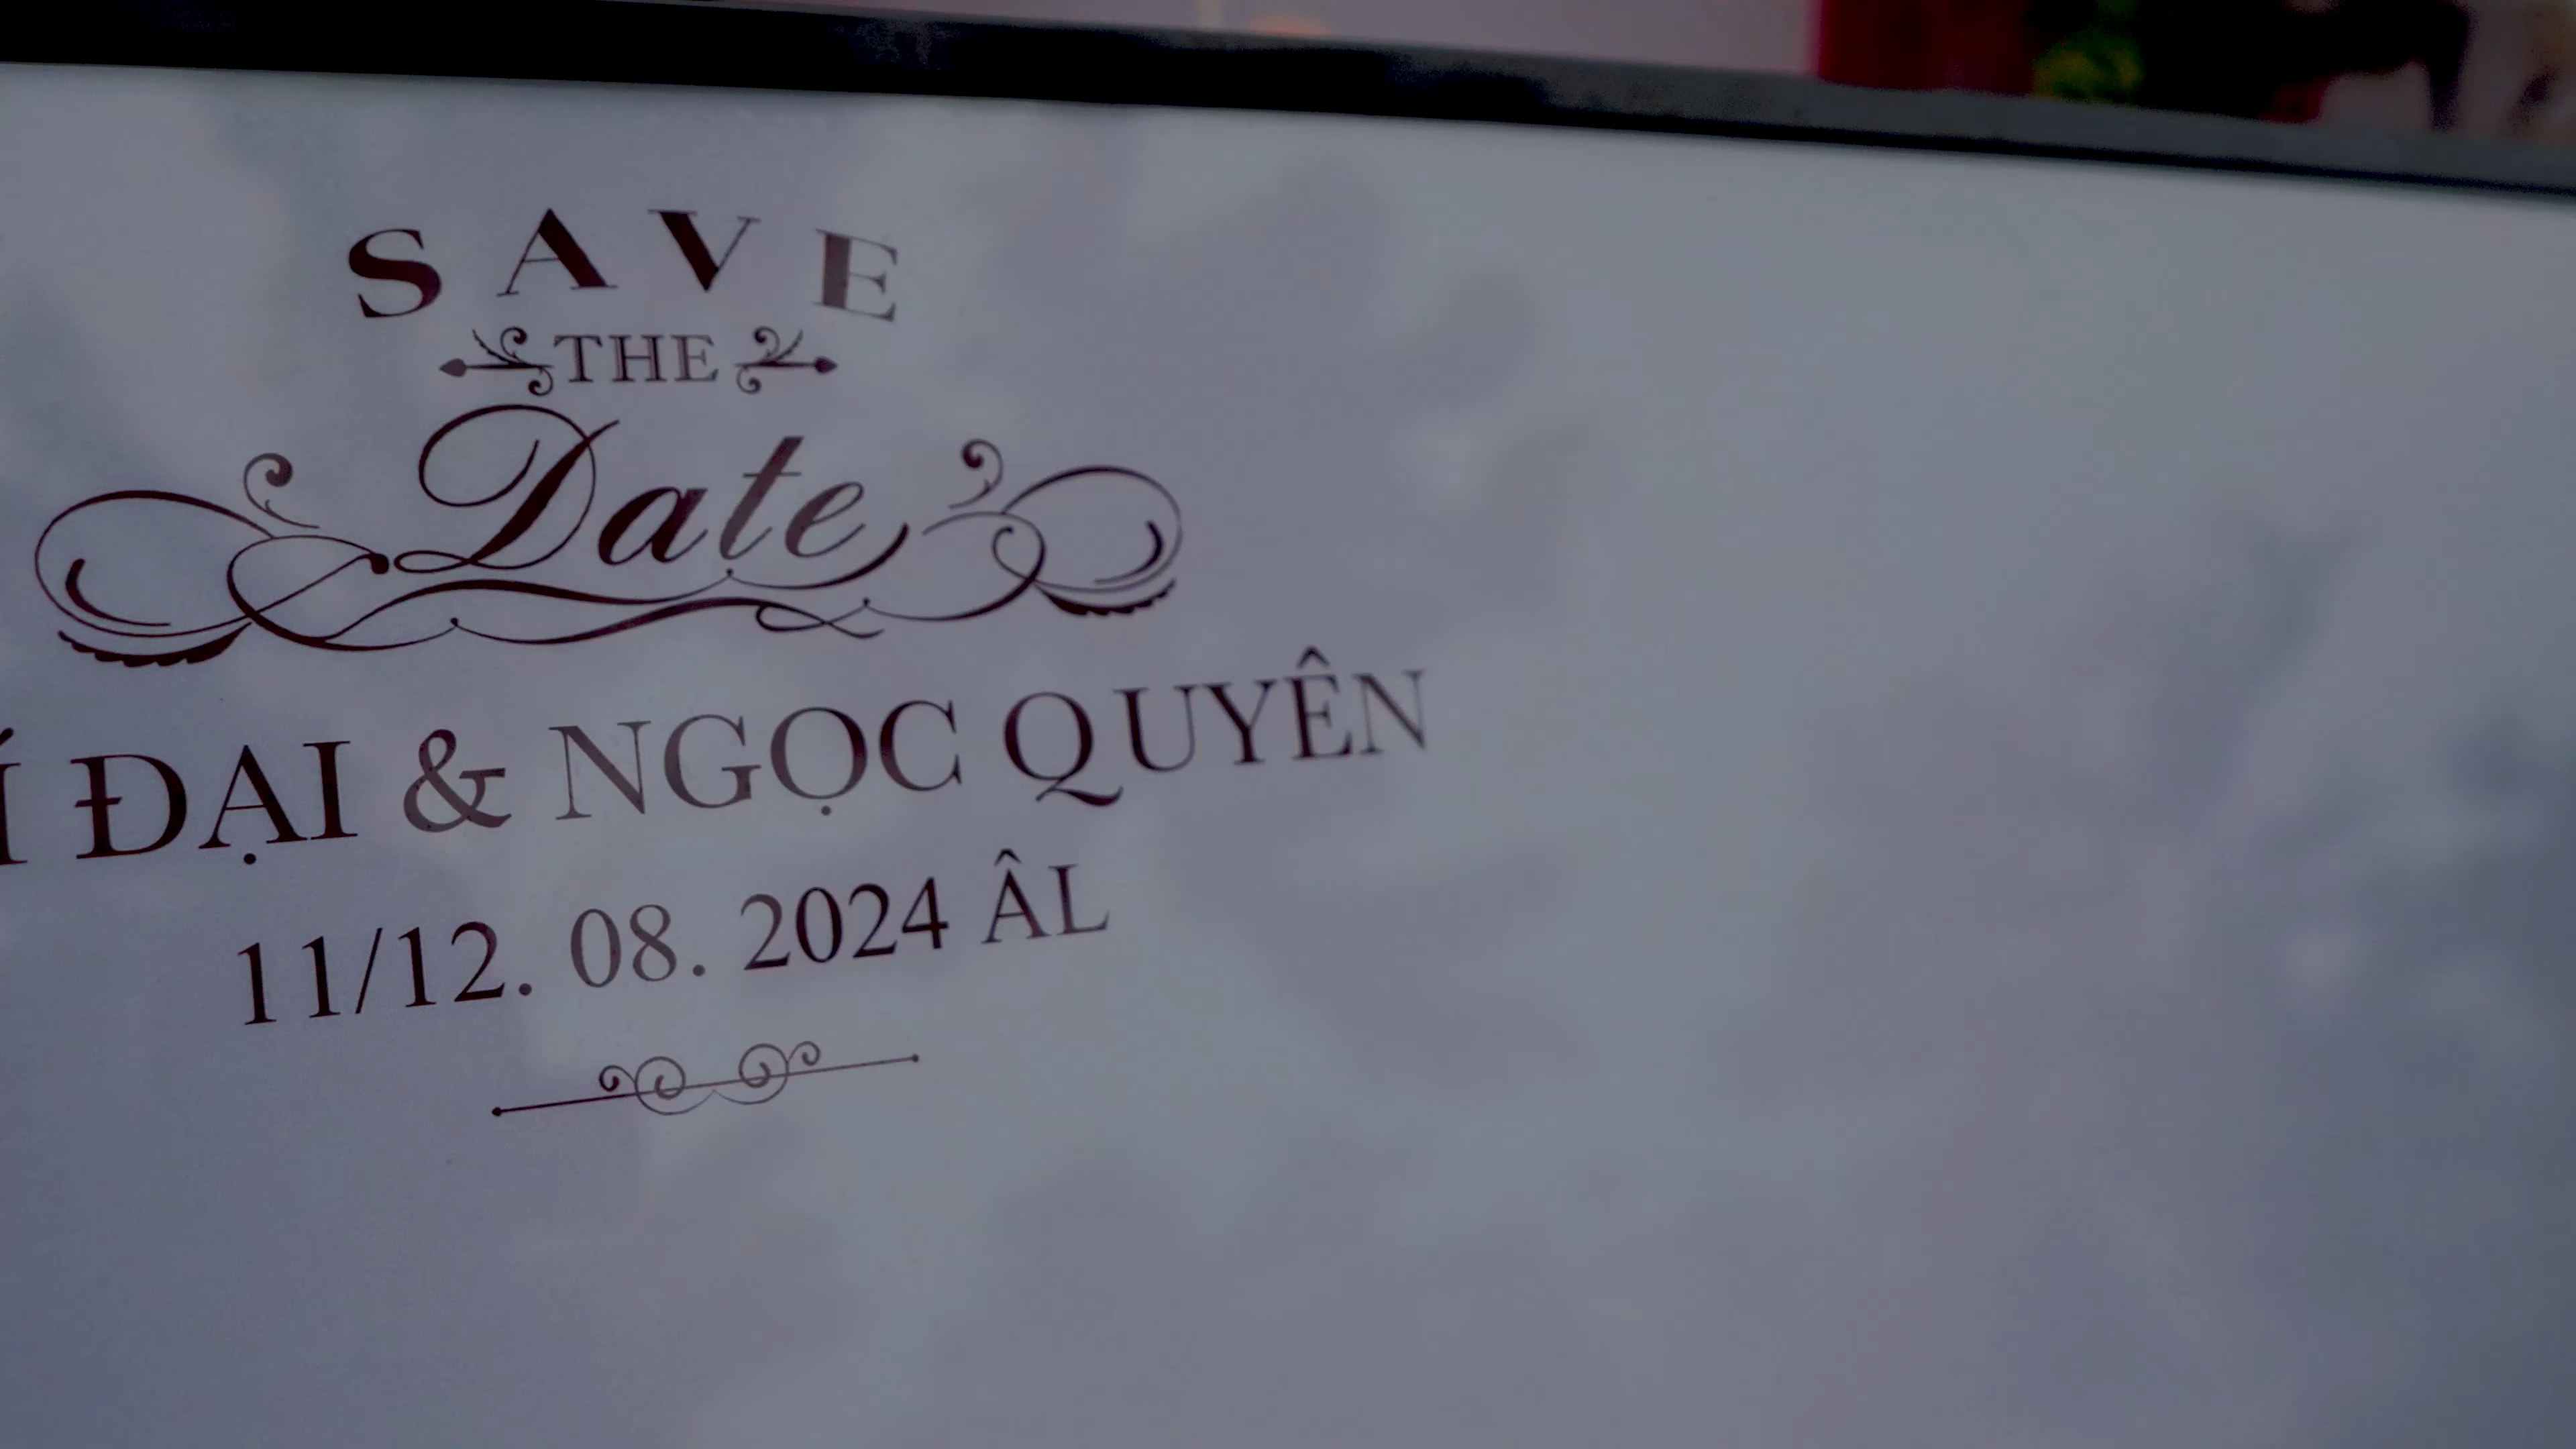 SAVE
THE
Date
ĐẠI & NGỌC QUYÊN
11/12. 08. 2024 ÂL